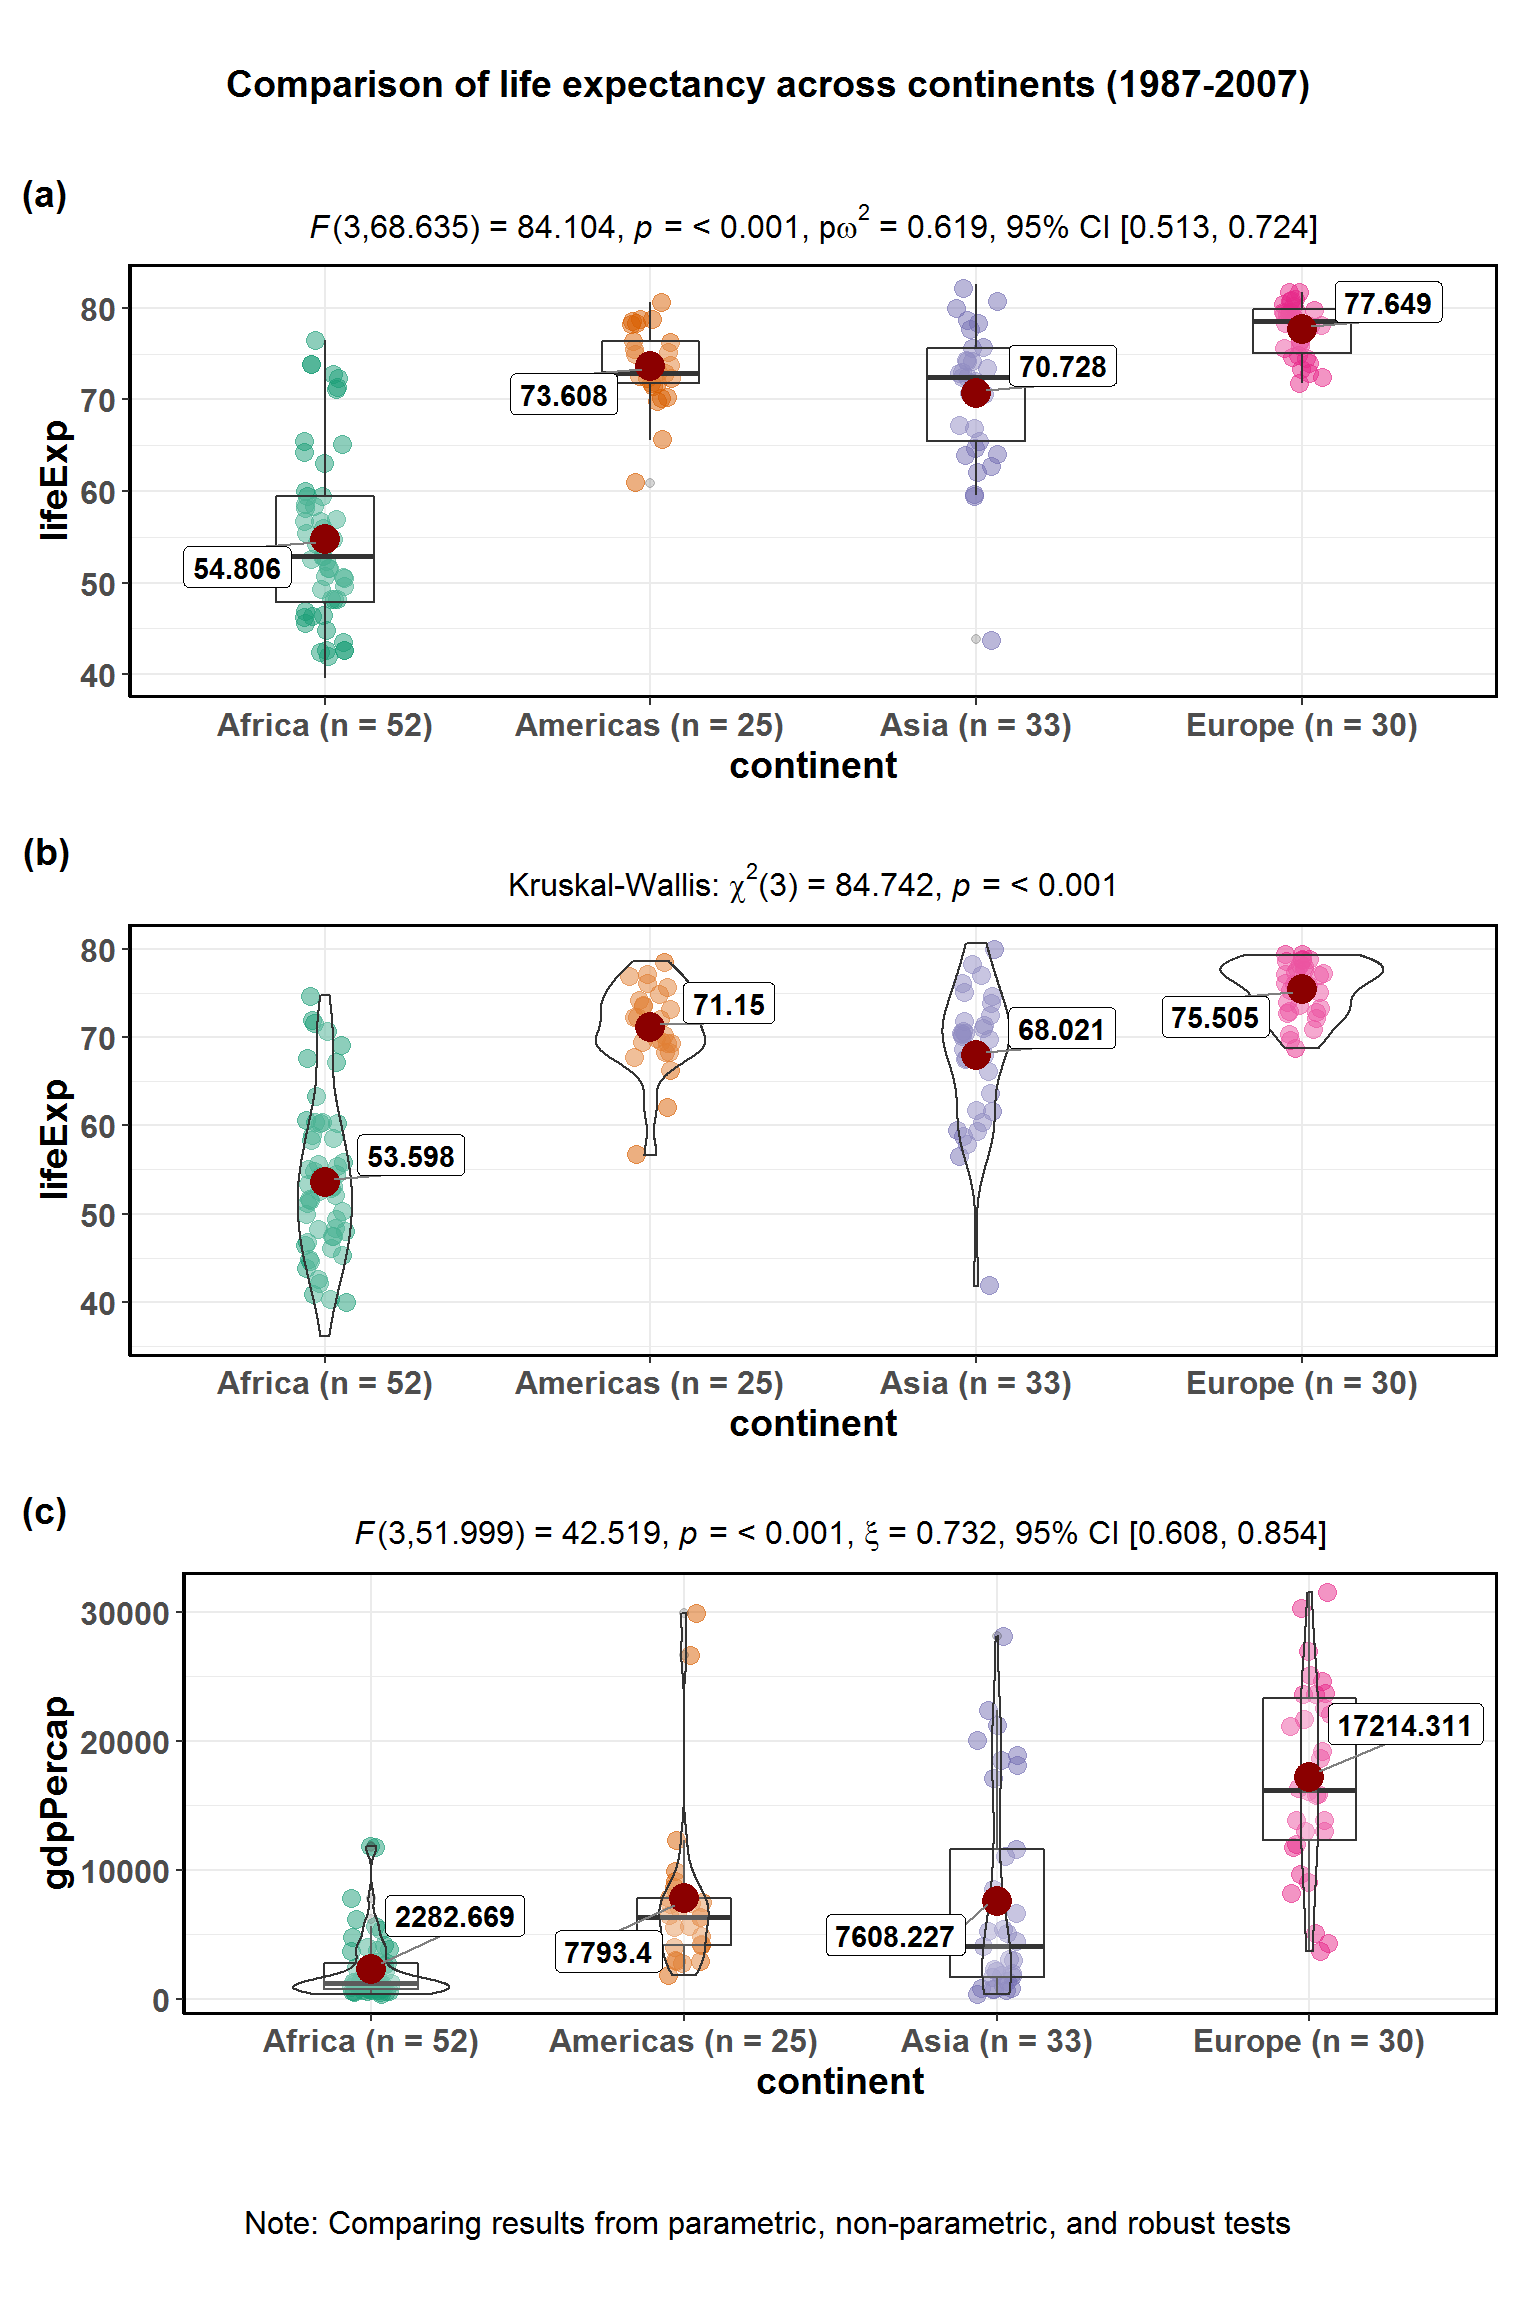 Comparison of life expectancy across continents (1987-2007)
(a)
F(3,68.635) = 84.104, p = < 0.001, pω² = 0.619, 95% CI [0.513, 0.724]
lifeExp
80
70
60
50
40
54.806
73.608
70.728
77.649
Africa (n = 52)
Americas (n = 25)
Asia (n = 33)
Europe (n = 30)
continent
(b)
Kruskal-Wallis: χ²(3) = 84.742, p = < 0.001
lifeExp
80
70
60
50
40
53.598
71.15
68.021
75.505
Africa (n = 52)
Americas (n = 25)
Asia (n = 33)
Europe (n = 30)
continent
(c)
F(3,51.999) = 42.519, p = < 0.001, ξ = 0.732, 95% CI [0.608, 0.854]
gdpPercap
30000
20000
10000
0
2282.669
7793.4
7608.227
17214.311
Africa (n = 52)
Americas (n = 25)
Asia (n = 33)
Europe (n = 30)
continent
Note: Comparing results from parametric, non-parametric, and robust tests